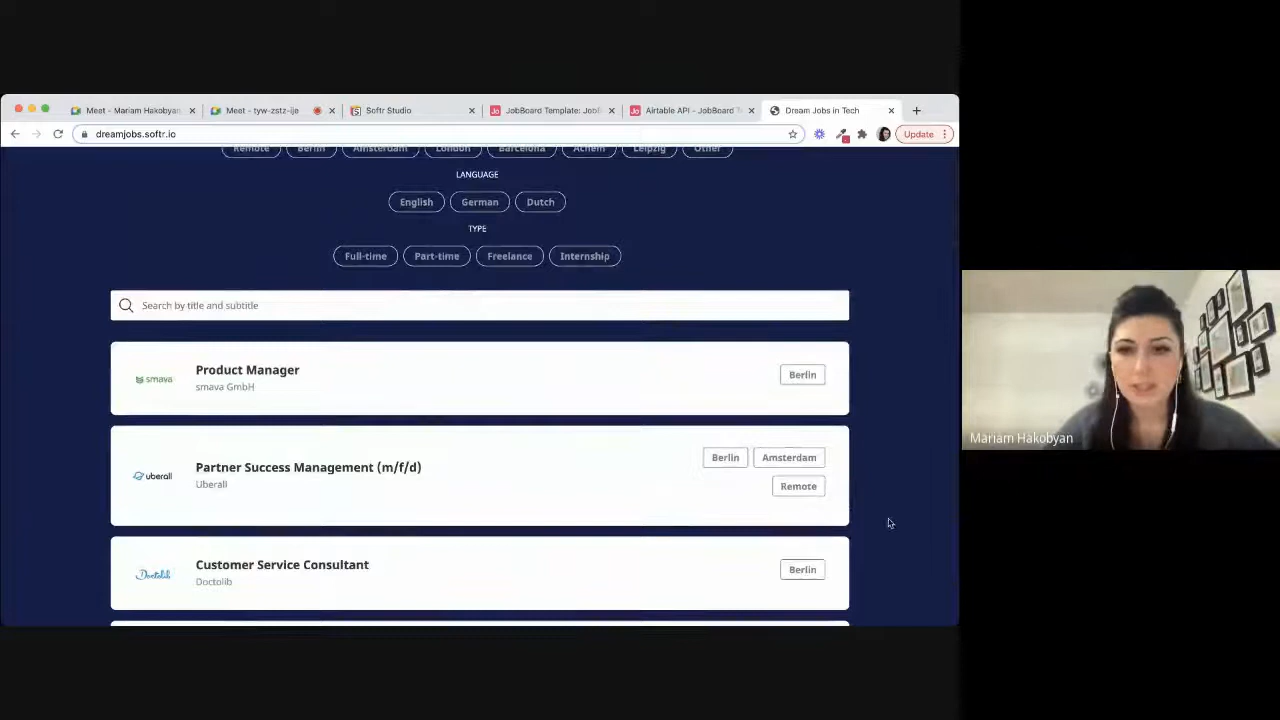 Meet - Mariam Hakobyan
Meet - tyw-zstz-ije
Softr Studio
JobBoard Template: JobB
Airtable API - JobBoard T
Dream Jobs in Tech
dreamjobs.softr.io
Update
Remote Berlin Amsterdam London Barcelona Achem Leipzig Other
LANGUAGE
English German Dutch
TYPE
Full-time Part-time Freelance Internship
Search by title and subtitle
smava
Product Manager
smava GmbH
Berlin
uberall
Partner Success Management (m/f/d)
Uberall
Berlin Amsterdam
Remote
Doctolib
Customer Service Consultant
Doctolib
Berlin
Mariam Hakobyan